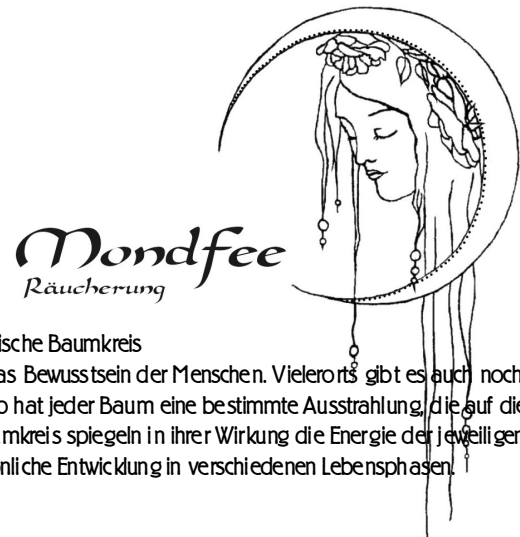 Mondfee
Räucherung
ische Baumkreis
as Bewusstsein der Menschen. Vielerorts gibt es auch noch
o hat jeder Baum eine bestimmte Ausstrahlung, die auf die
mkreis spiegeln in ihrer Wirkung die Energie der jeweiligen
nliche Entwicklung in verschiedenen Lebensphasen.